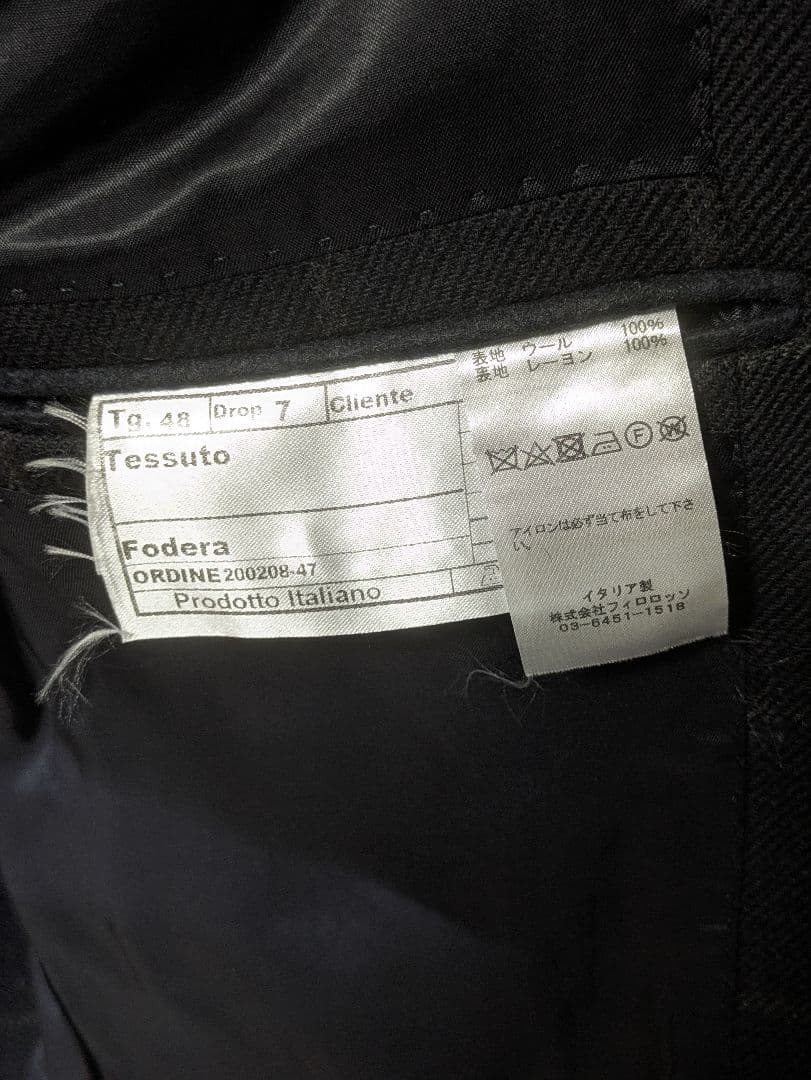 Tg. 48 Drop 7 Cliente
Tessuto
Fodera
ORDINE 200208-47
Prodotto Italiano
表地 ウール 100%
表地 レーヨン 100%
F
W
アイロンは必ず当て布をして下さ
い。
イタリア製
株式会社フィロロッソ
03-6451-1518